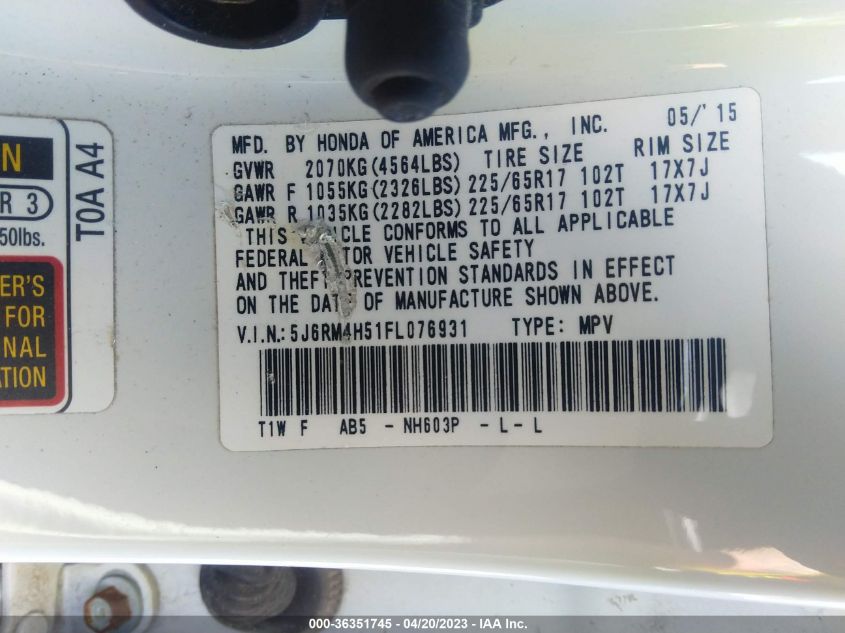 N
R 3
50lbs.
ER'S
FOR
NAL
ATION
T0A A4
MFD. BY HONDA OF AMERICA MFG., INC. 05/'15
GVWR 2070KG(4564LBS) TIRE SIZE RIM SIZE
GAWR F 1055KG(2326LBS) 225/65R17 102T 17X7J
GAWR R 1035KG(2282LBS) 225/65R17 102T 17X7J
THIS VEHICLE CONFORMS TO ALL APPLICABLE
FEDERAL MOTOR VEHICLE SAFETY
AND THEFT PREVENTION STANDARDS IN EFFECT
ON THE DATE OF MANUFACTURE SHOWN ABOVE.
V.I.N.: 5J6RM4H51FL076931 TYPE: MPV
T1W F AB5 - NH603P - L - L
000-36351745 - 04/20/2023 - IAA Inc.